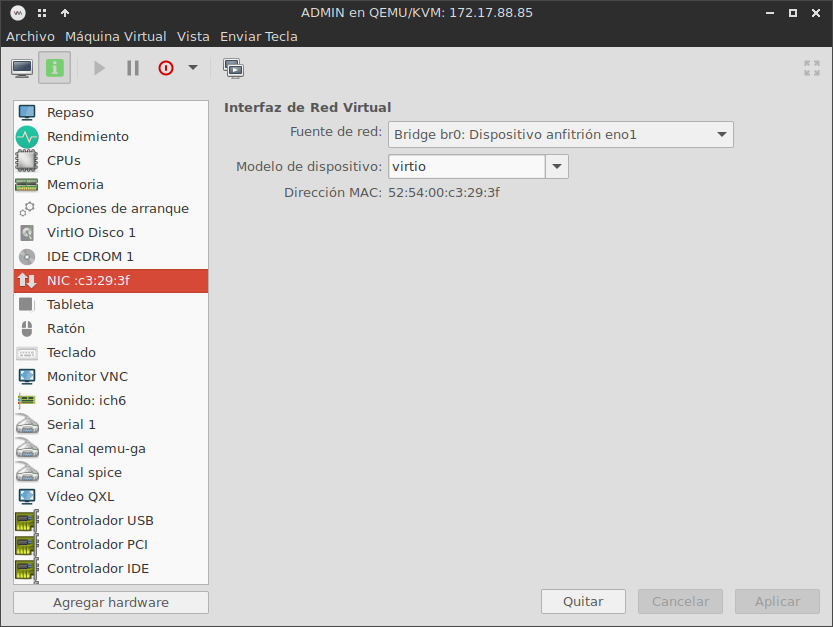 ADMIN en QEMU/KVM: 172.17.88.85
Archivo Máquina Virtual Vista Enviar Tecla
Repaso
Rendimiento
CPUs
Memoria
Opciones de arranque
VirtIO Disco 1
IDE CDROM 1
NIC :c3:29:3f
Tableta
Ratón
Teclado
Monitor VNC
Sonido: ich6
Serial 1
Canal qemu-ga
Canal spice
Vídeo QXL
Controlador USB
Controlador PCI
Controlador IDE
Agregar hardware
Interfaz de Red Virtual
Fuente de red: Bridge br0: Dispositivo anfitrión eno1
Modelo de dispositivo: virtio
Dirección MAC: 52:54:00:c3:29:3f
Quitar Cancelar Aplicar